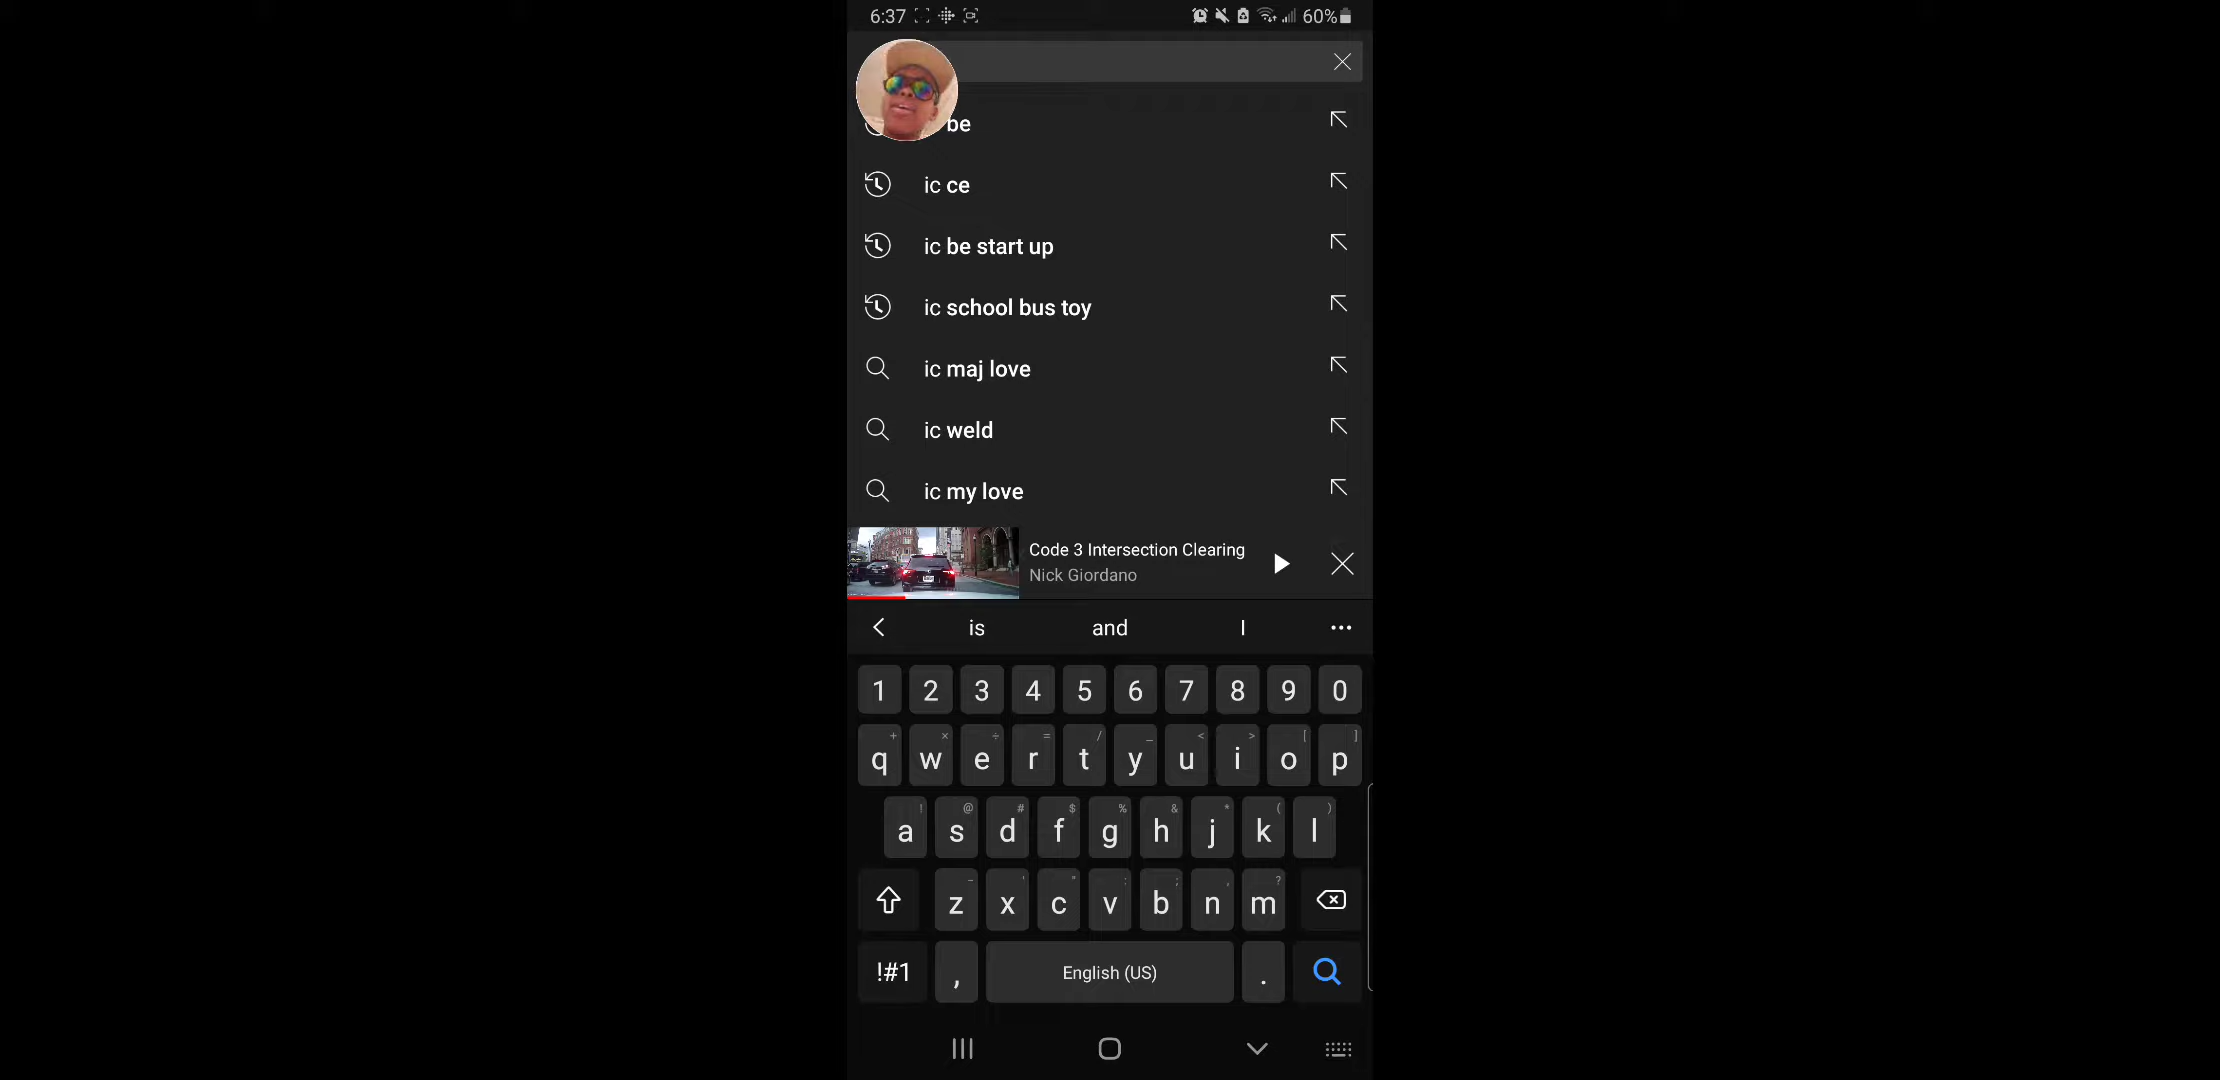 6:37 60%
be
ic ce
ic be start up
ic school bus toy
ic maj love
ic weld
ic my love
Code 3 Intersection Clearing
Nick Giordano
is and I ...
1 2 3 4 5 6 7 8 9 0
+ × ÷ = / _ < > [ ]
q w e r t y u i o p
! @ # $ % & * ( )
a s d f g h j k l
- ' " : ; , ?
z x c v b n m
!#1 , English (US) .